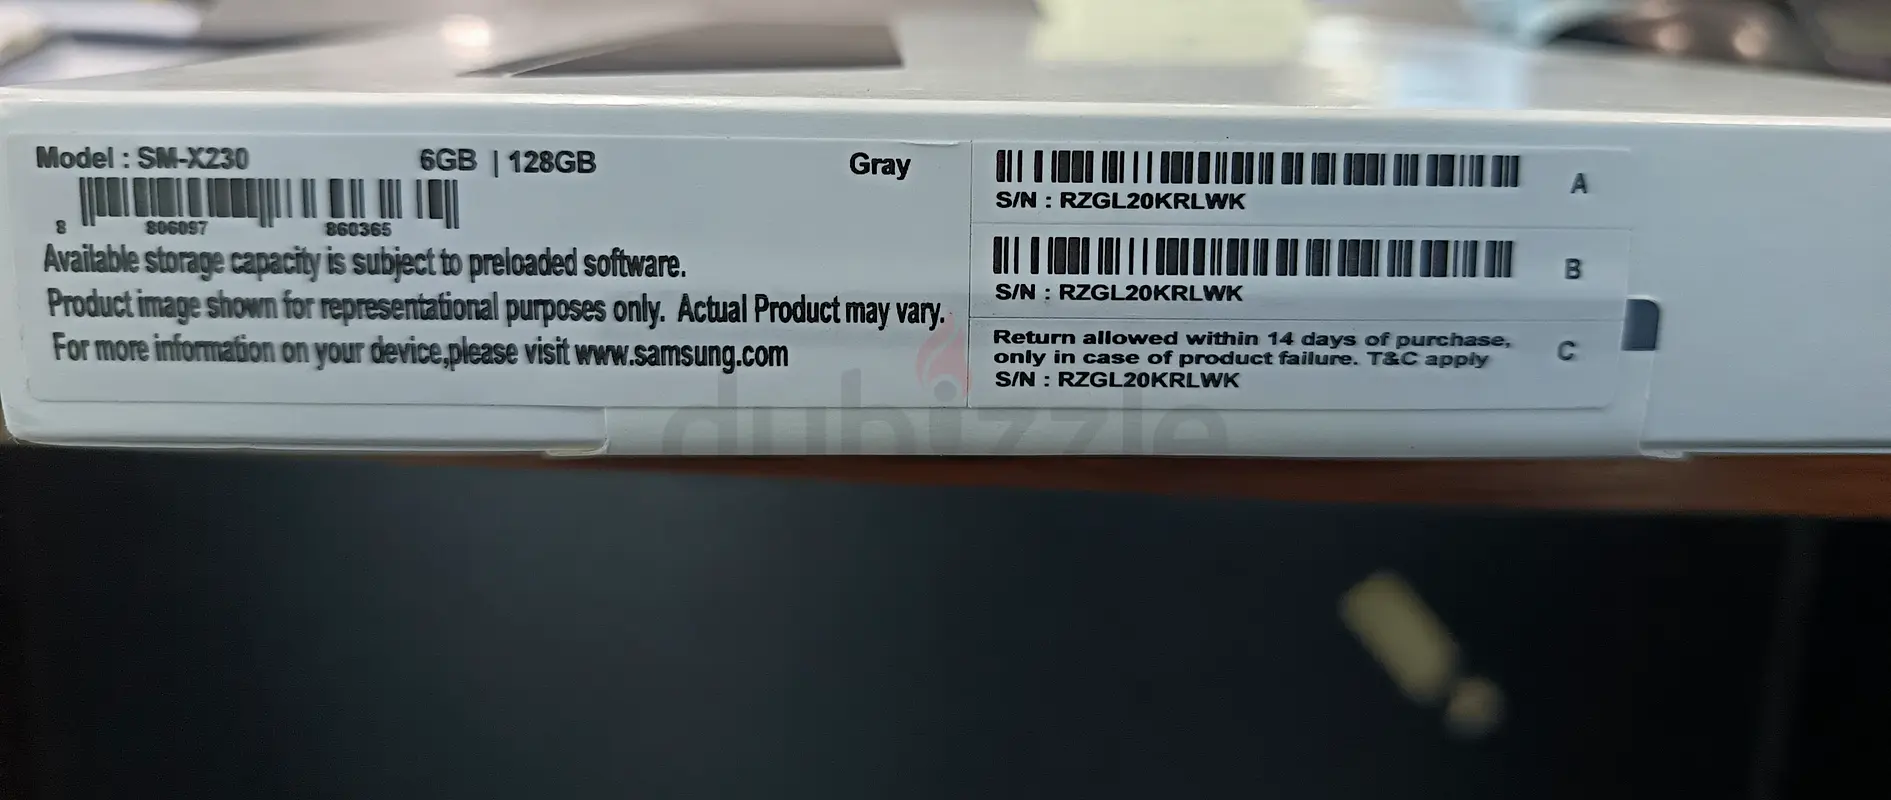 Model : SM-X230 6GB | 128GB Gray
8 806097 860365
Available storage capacity is subject to preloaded software.
Product image shown for representational purposes only. Actual Product may vary.
For more information on your device,please visit www.samsung.com
S/N : RZGL20KRLWK A
S/N : RZGL20KRLWK B
Return allowed within 14 days of purchase,
only in case of product failure. T&C apply C
S/N : RZGL20KRLWK
dubizzle